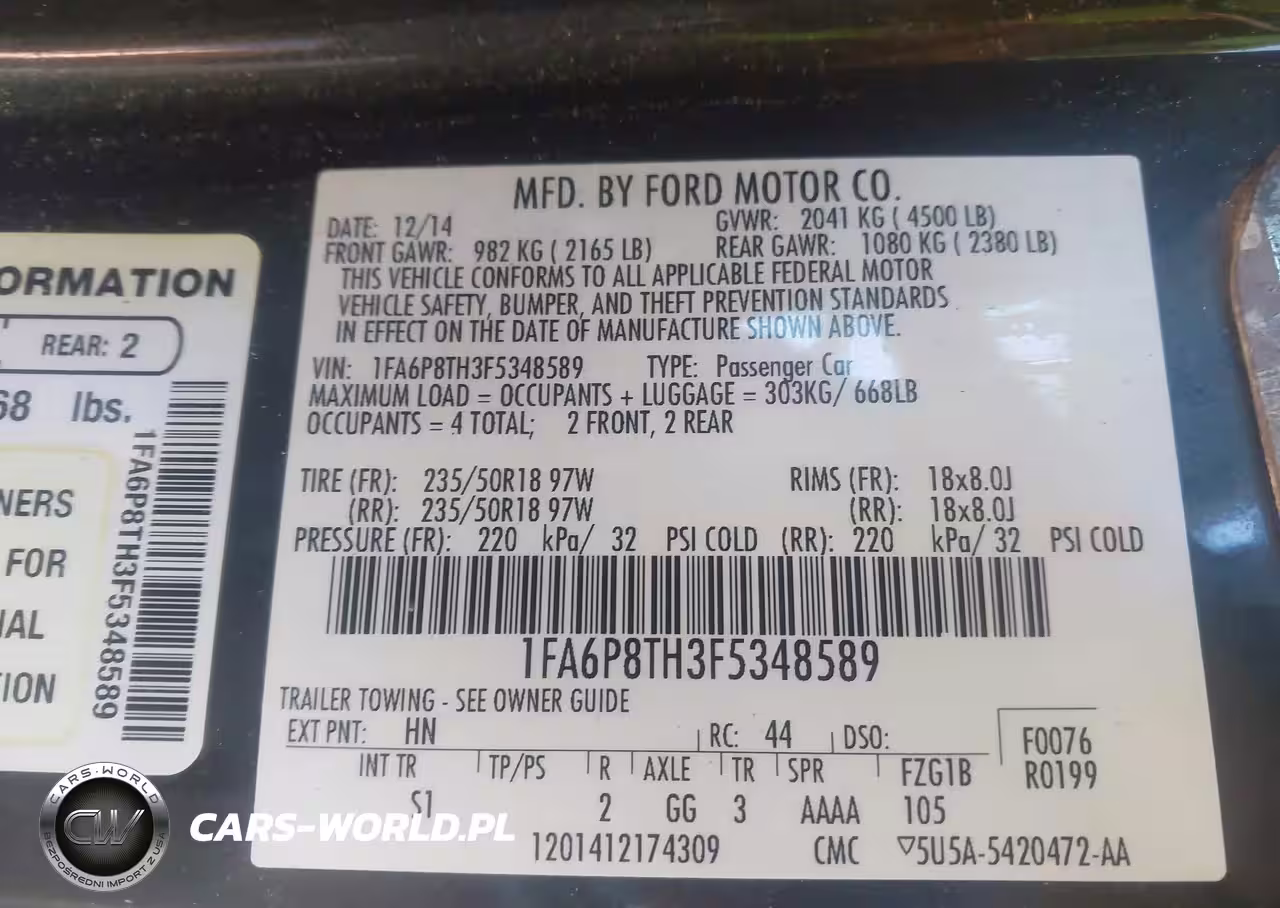 MFD. BY FORD MOTOR CO.
DATE: 12/14 GVWR: 2041 KG ( 4500 LB)
FRONT GAWR: 982 KG ( 2165 LB) REAR GAWR: 1080 KG ( 2380 LB)
THIS VEHICLE CONFORMS TO ALL APPLICABLE FEDERAL MOTOR
VEHICLE SAFETY, BUMPER, AND THEFT PREVENTION STANDARDS
IN EFFECT ON THE DATE OF MANUFACTURE SHOWN ABOVE.
VIN: 1FA6P8TH3F5348589 TYPE: Passenger Car
MAXIMUM LOAD = OCCUPANTS + LUGGAGE = 303KG/ 668LB
OCCUPANTS = 4 TOTAL; 2 FRONT, 2 REAR
TIRE (FR): 235/50R18 97W RIMS (FR): 18x8.0J
(RR): 235/50R18 97W (RR): 18x8.0J
PRESSURE (FR): 220 kPa/ 32 PSI COLD (RR): 220 kPa/ 32 PSI COLD
1FA6P8TH3F5348589
TRAILER TOWING - SEE OWNER GUIDE
EXT PNT: HN RC: 44 DSO: F0076
INT TR TP/PS R AXLE TR SPR FZG1B R0199
S1 2 GG 3 AAAA 105
1201412174309 CMC ▽5U5A-5420472-AA
ORMATION
REAR: 2
68 lbs.
NERS
FOR
IAL
ION
1FA6P8TH3F5348589
CARS-WORLD
CW
BEZPOŚREDNI IMPORT Z USA
CARS-WORLD.PL